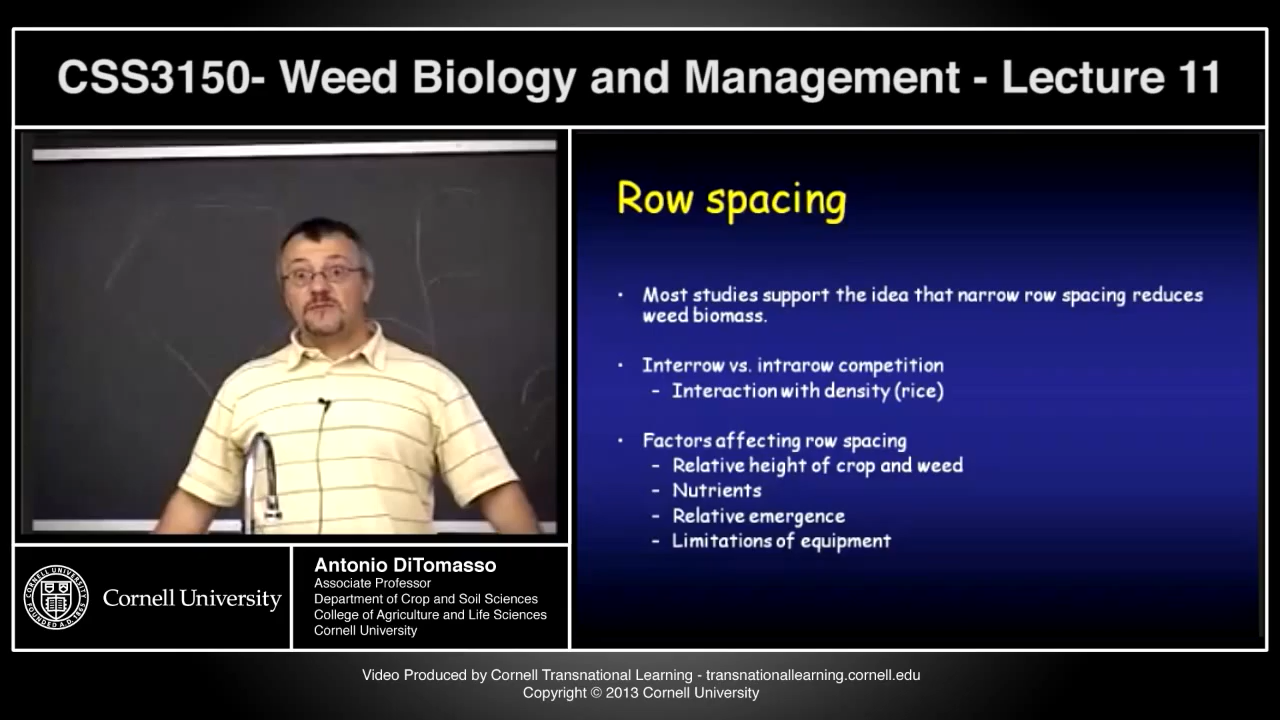 CSS3150- Weed Biology and Management - Lecture 11
Row spacing
• Most studies support the idea that narrow row spacing reduces
weed biomass.
• Interrow vs. intrarow competition
– Interaction with density (rice)
• Factors affecting row spacing
– Relative height of crop and weed
– Nutrients
– Relative emergence
– Limitations of equipment
Cornell University
Antonio DiTomasso
Associate Professor
Department of Crop and Soil Sciences
College of Agriculture and Life Sciences
Cornell University
Video Produced by Cornell Transnational Learning - transnationallearning.cornell.edu
Copyright © 2013 Cornell University